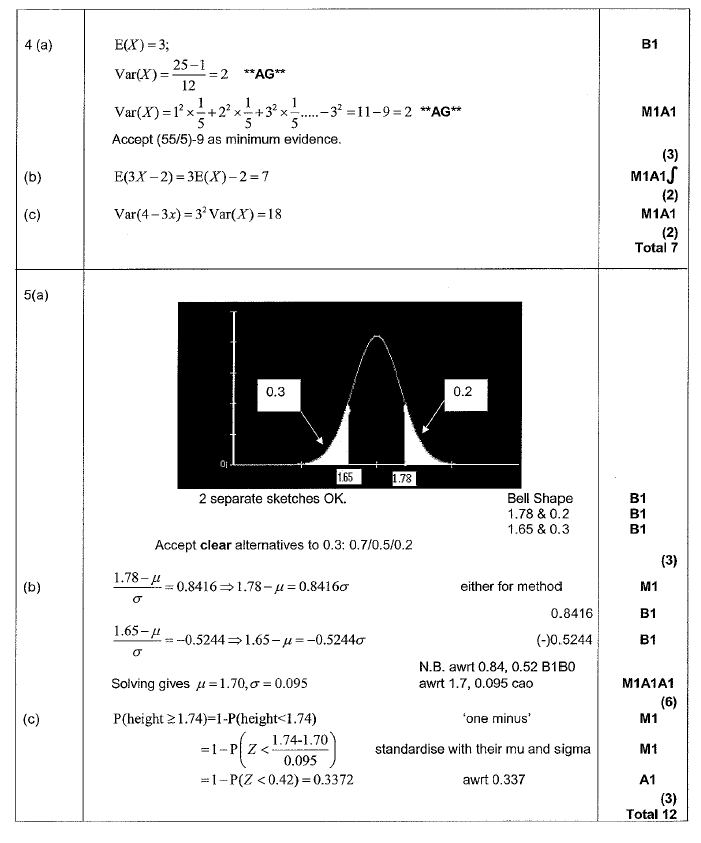 4 (a) E(X) = 3; B1
Var(X) = \frac{25-1}{12} = 2 **AG**
Var(X) = 1² × \frac{1}{5} + 2² × \frac{1}{5} + 3² × \frac{1}{5} ..... − 3² = 11 − 9 = 2 **AG** M1A1
Accept (55/5)-9 as minimum evidence.
(3)
(b) E(3X − 2) = 3E(X) − 2 = 7 M1A1∫
(2)
(c) Var(4 − 3x) = 3² Var(X) = 18 M1A1
(2)
Total 7
5(a)
0.3 0.2
0
1.65 1.78
2 separate sketches OK. Bell Shape B1
1.78 & 0.2 B1
1.65 & 0.3 B1
Accept clear alternatives to 0.3: 0.7/0.5/0.2
(3)
(b) \frac{1.78 − μ}{σ} = 0.8416 ⇒ 1.78 − μ = 0.8416σ either for method M1
0.8416 B1
\frac{1.65 − μ}{σ} = −0.5244 ⇒ 1.65 − μ = −0.5244σ (-)0.5244 B1
N.B. awrt 0.84, 0.52 B1B0
Solving gives μ = 1.70, σ = 0.095 awrt 1.7, 0.095 cao M1A1A1
(6)
(c) P(height ≥ 1.74)=1-P(height<1.74) 'one minus' M1
= 1 − P(Z < \frac{1.74-1.70}{0.095}) standardise with their mu and sigma M1
= 1 − P(Z < 0.42) = 0.3372 awrt 0.337 A1
(3)
Total 12